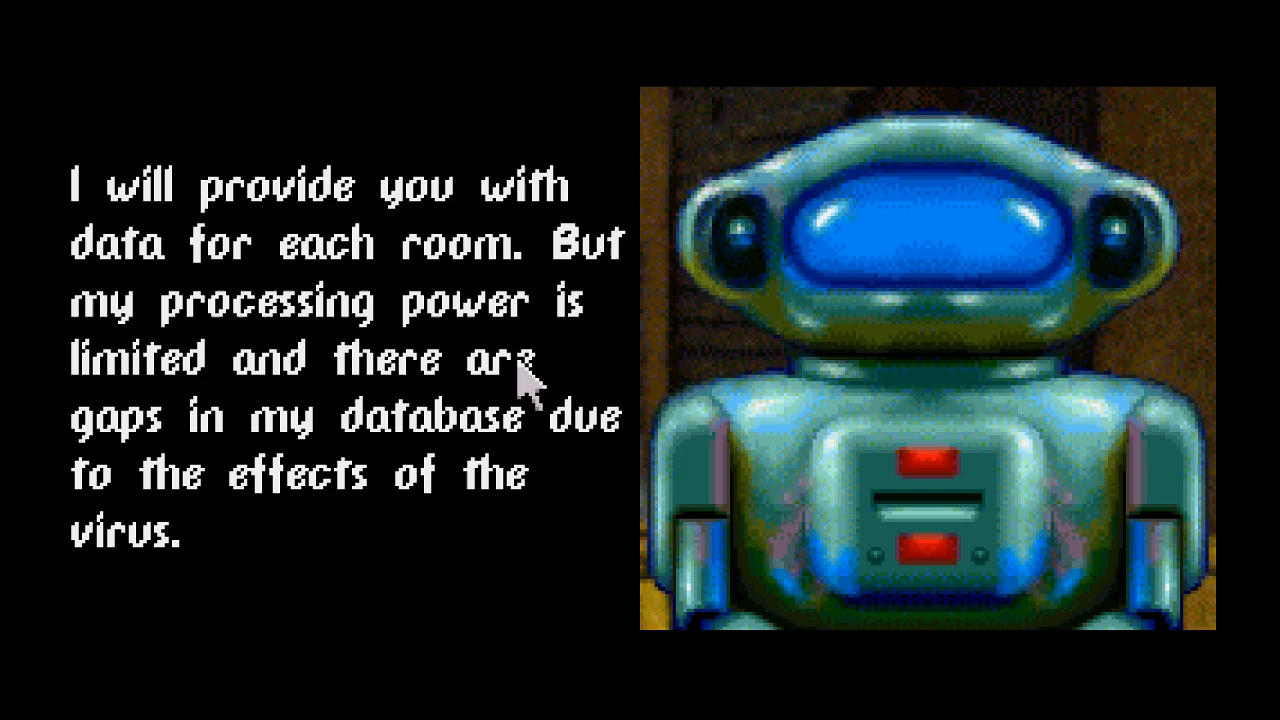 I will provide you with
data for each room. But
my processing power is
limited and there are
gaps in my database due
to the effects of the
virus.